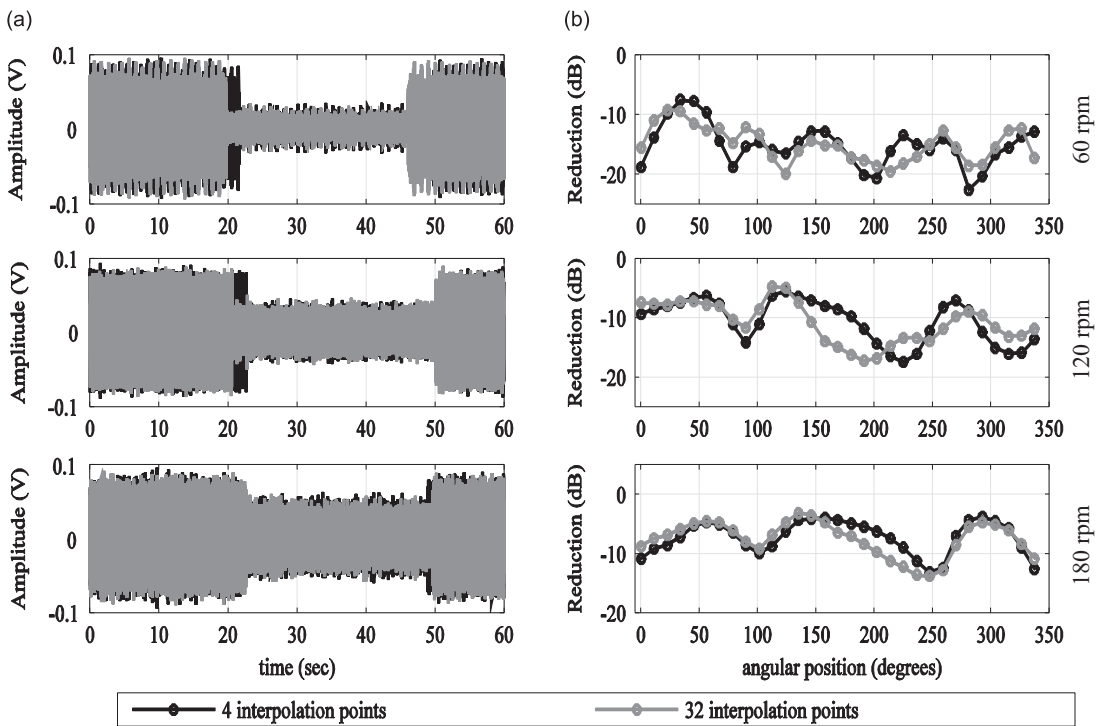 (a)
(b)
Amplitude (V)
0.1
0
-0.1
0 10 20 30 40 50 60
Reduction (dB)
0
-10
-20
0 50 100 150 200 250 300 350
60 rpm
Amplitude (V)
0.1
0
-0.1
0 10 20 30 40 50 60
Reduction (dB)
0
-10
-20
0 50 100 150 200 250 300 350
120 rpm
Amplitude (V)
0.1
0
-0.1
0 10 20 30 40 50 60
time (sec)
Reduction (dB)
0
-10
-20
0 50 100 150 200 250 300 350
angular position (degrees)
180 rpm
4 interpolation points
32 interpolation points